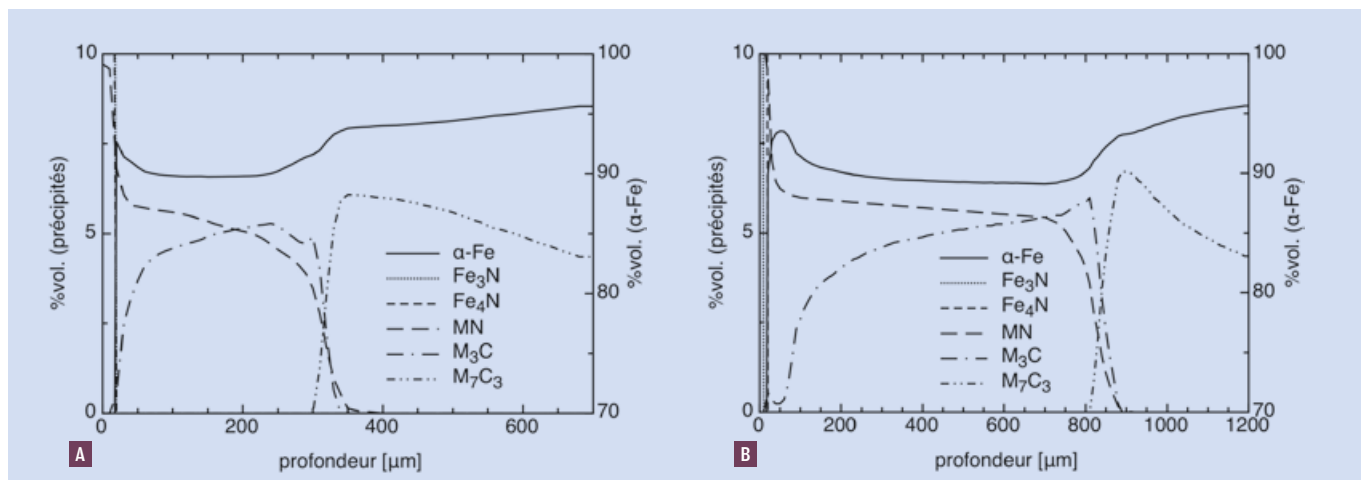 10
5
0
%vol. (précipités)
100
90
80
70
%vol. (α-Fe)
0
200
400
600
profondeur [µm]
α-Fe
Fe₃N
Fe₄N
MN
M₃C
M₇C₃
A
10
5
0
%vol. (précipités)
100
90
80
70
%vol. (α-Fe)
0
200
400
600
800
1000
1200
profondeur [µm]
α-Fe
Fe₃N
Fe₄N
MN
M₃C
M₇C₃
B